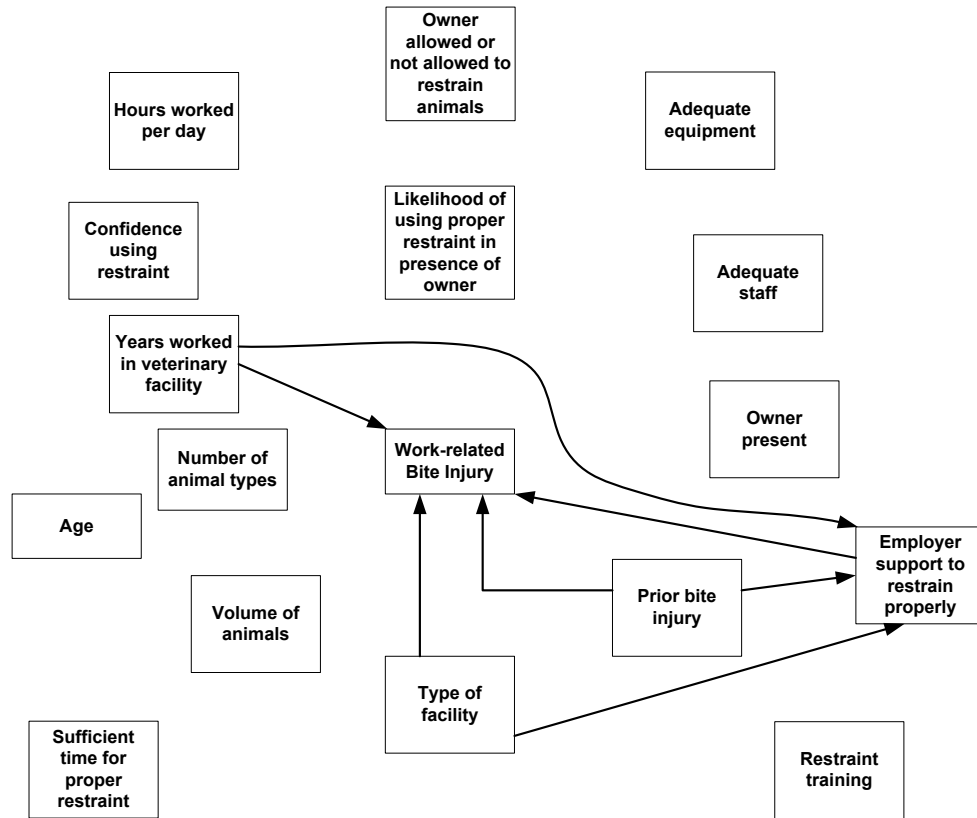 Owner
allowed or
not allowed to
restrain
animals
Hours worked
per day
Adequate
equipment
Likelihood of
using proper
restraint in
presence of
owner
Confidence
using
restraint
Adequate
staff
Years worked
in veterinary
facility
Owner
present
Number of
animal types
Work-related
Bite Injury
Age
Employer
support to
restrain
properly
Prior bite
injury
Volume of
animals
Type of
facility
Sufficient
time for
proper
restraint
Restraint
training